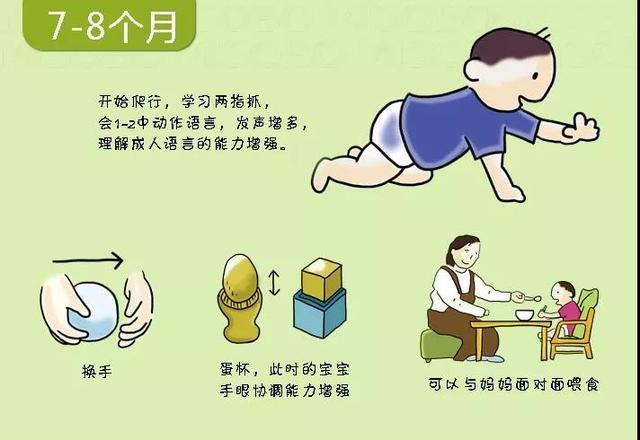 7-8个月
开始爬行，学习两指抓，
会1-2中动作语言，发声增多，
理解成人语言的能力增强。
换手
蛋杯，此时的宝宝
手眼协调能力增强
可以与妈妈面对面喂食